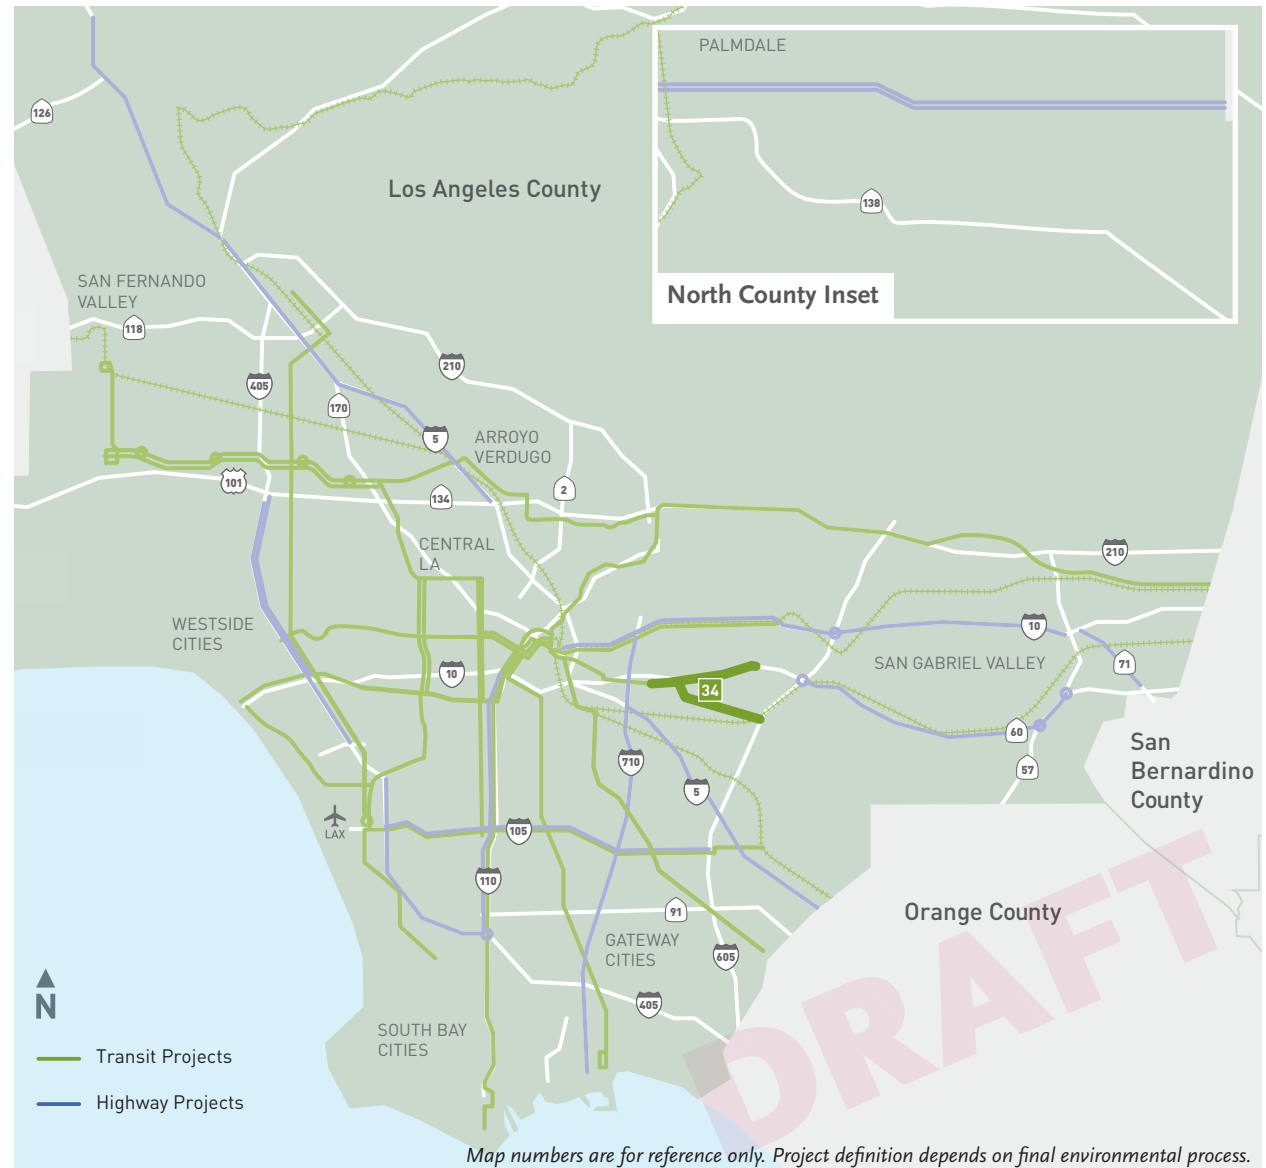 PALMDALE
126
Los Angeles County
138
SAN FERNANDO
VALLEY
North County Inset
118
210
405
170
5
ARROYO
VERDUGO
101
134
2
CENTRAL
LA
210
WESTSIDE
CITIES
10
10
SAN GABRIEL VALLEY
71
34
60
San
Bernardino
County
710
57
5
LAX
105
110
91
Orange County
GATEWAY
CITIES
605
405
N
SOUTH BAY
CITIES
Transit Projects
Highway Projects
DRAFT
Map numbers are for reference only. Project definition depends on final environmental process.